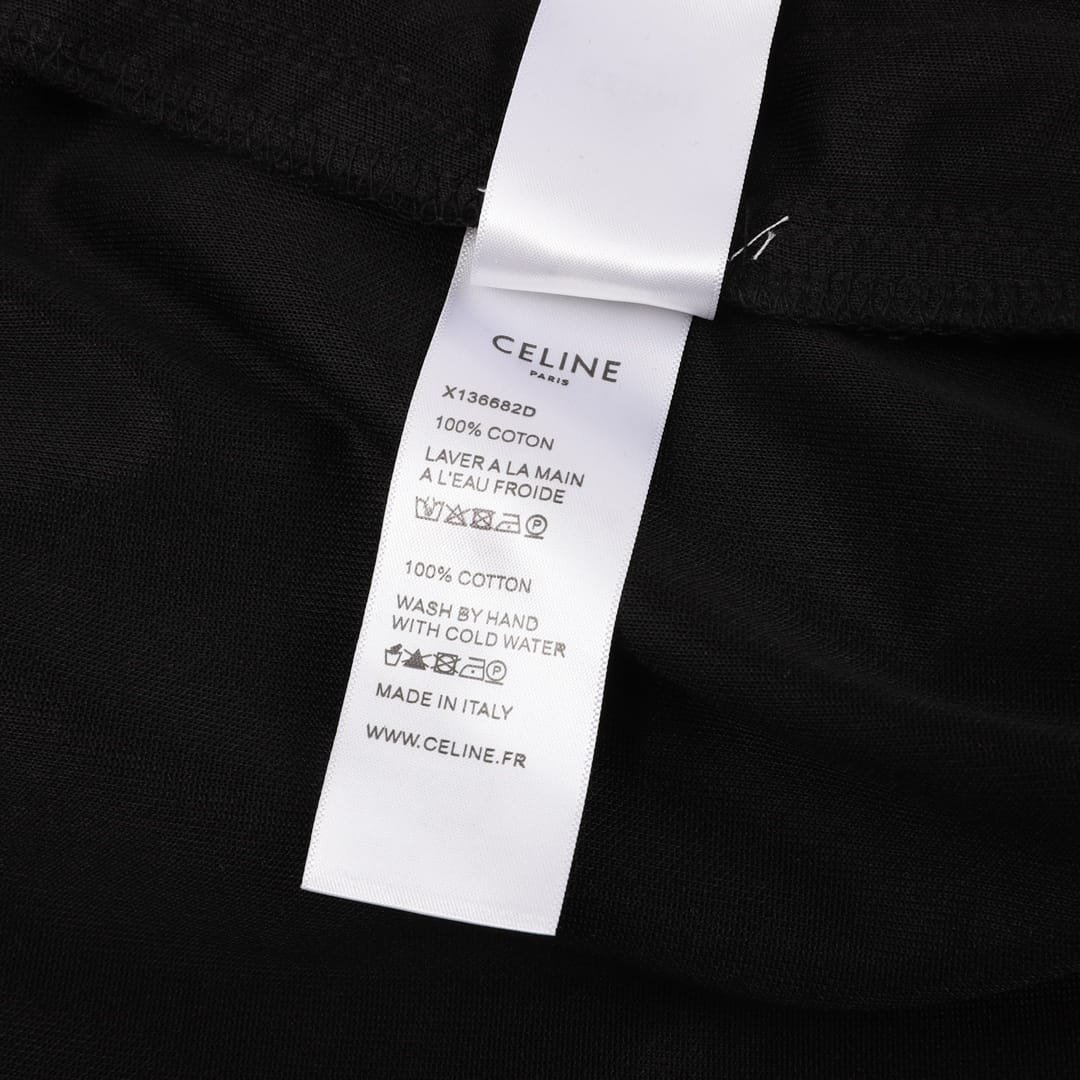 CELINE
PARIS
X136682D
100% COTON
LAVER A LA MAIN
A L'EAU FROIDE
P
100% COTTON
WASH BY HAND
WITH COLD WATER
P
MADE IN ITALY
WWW.CELINE.FR